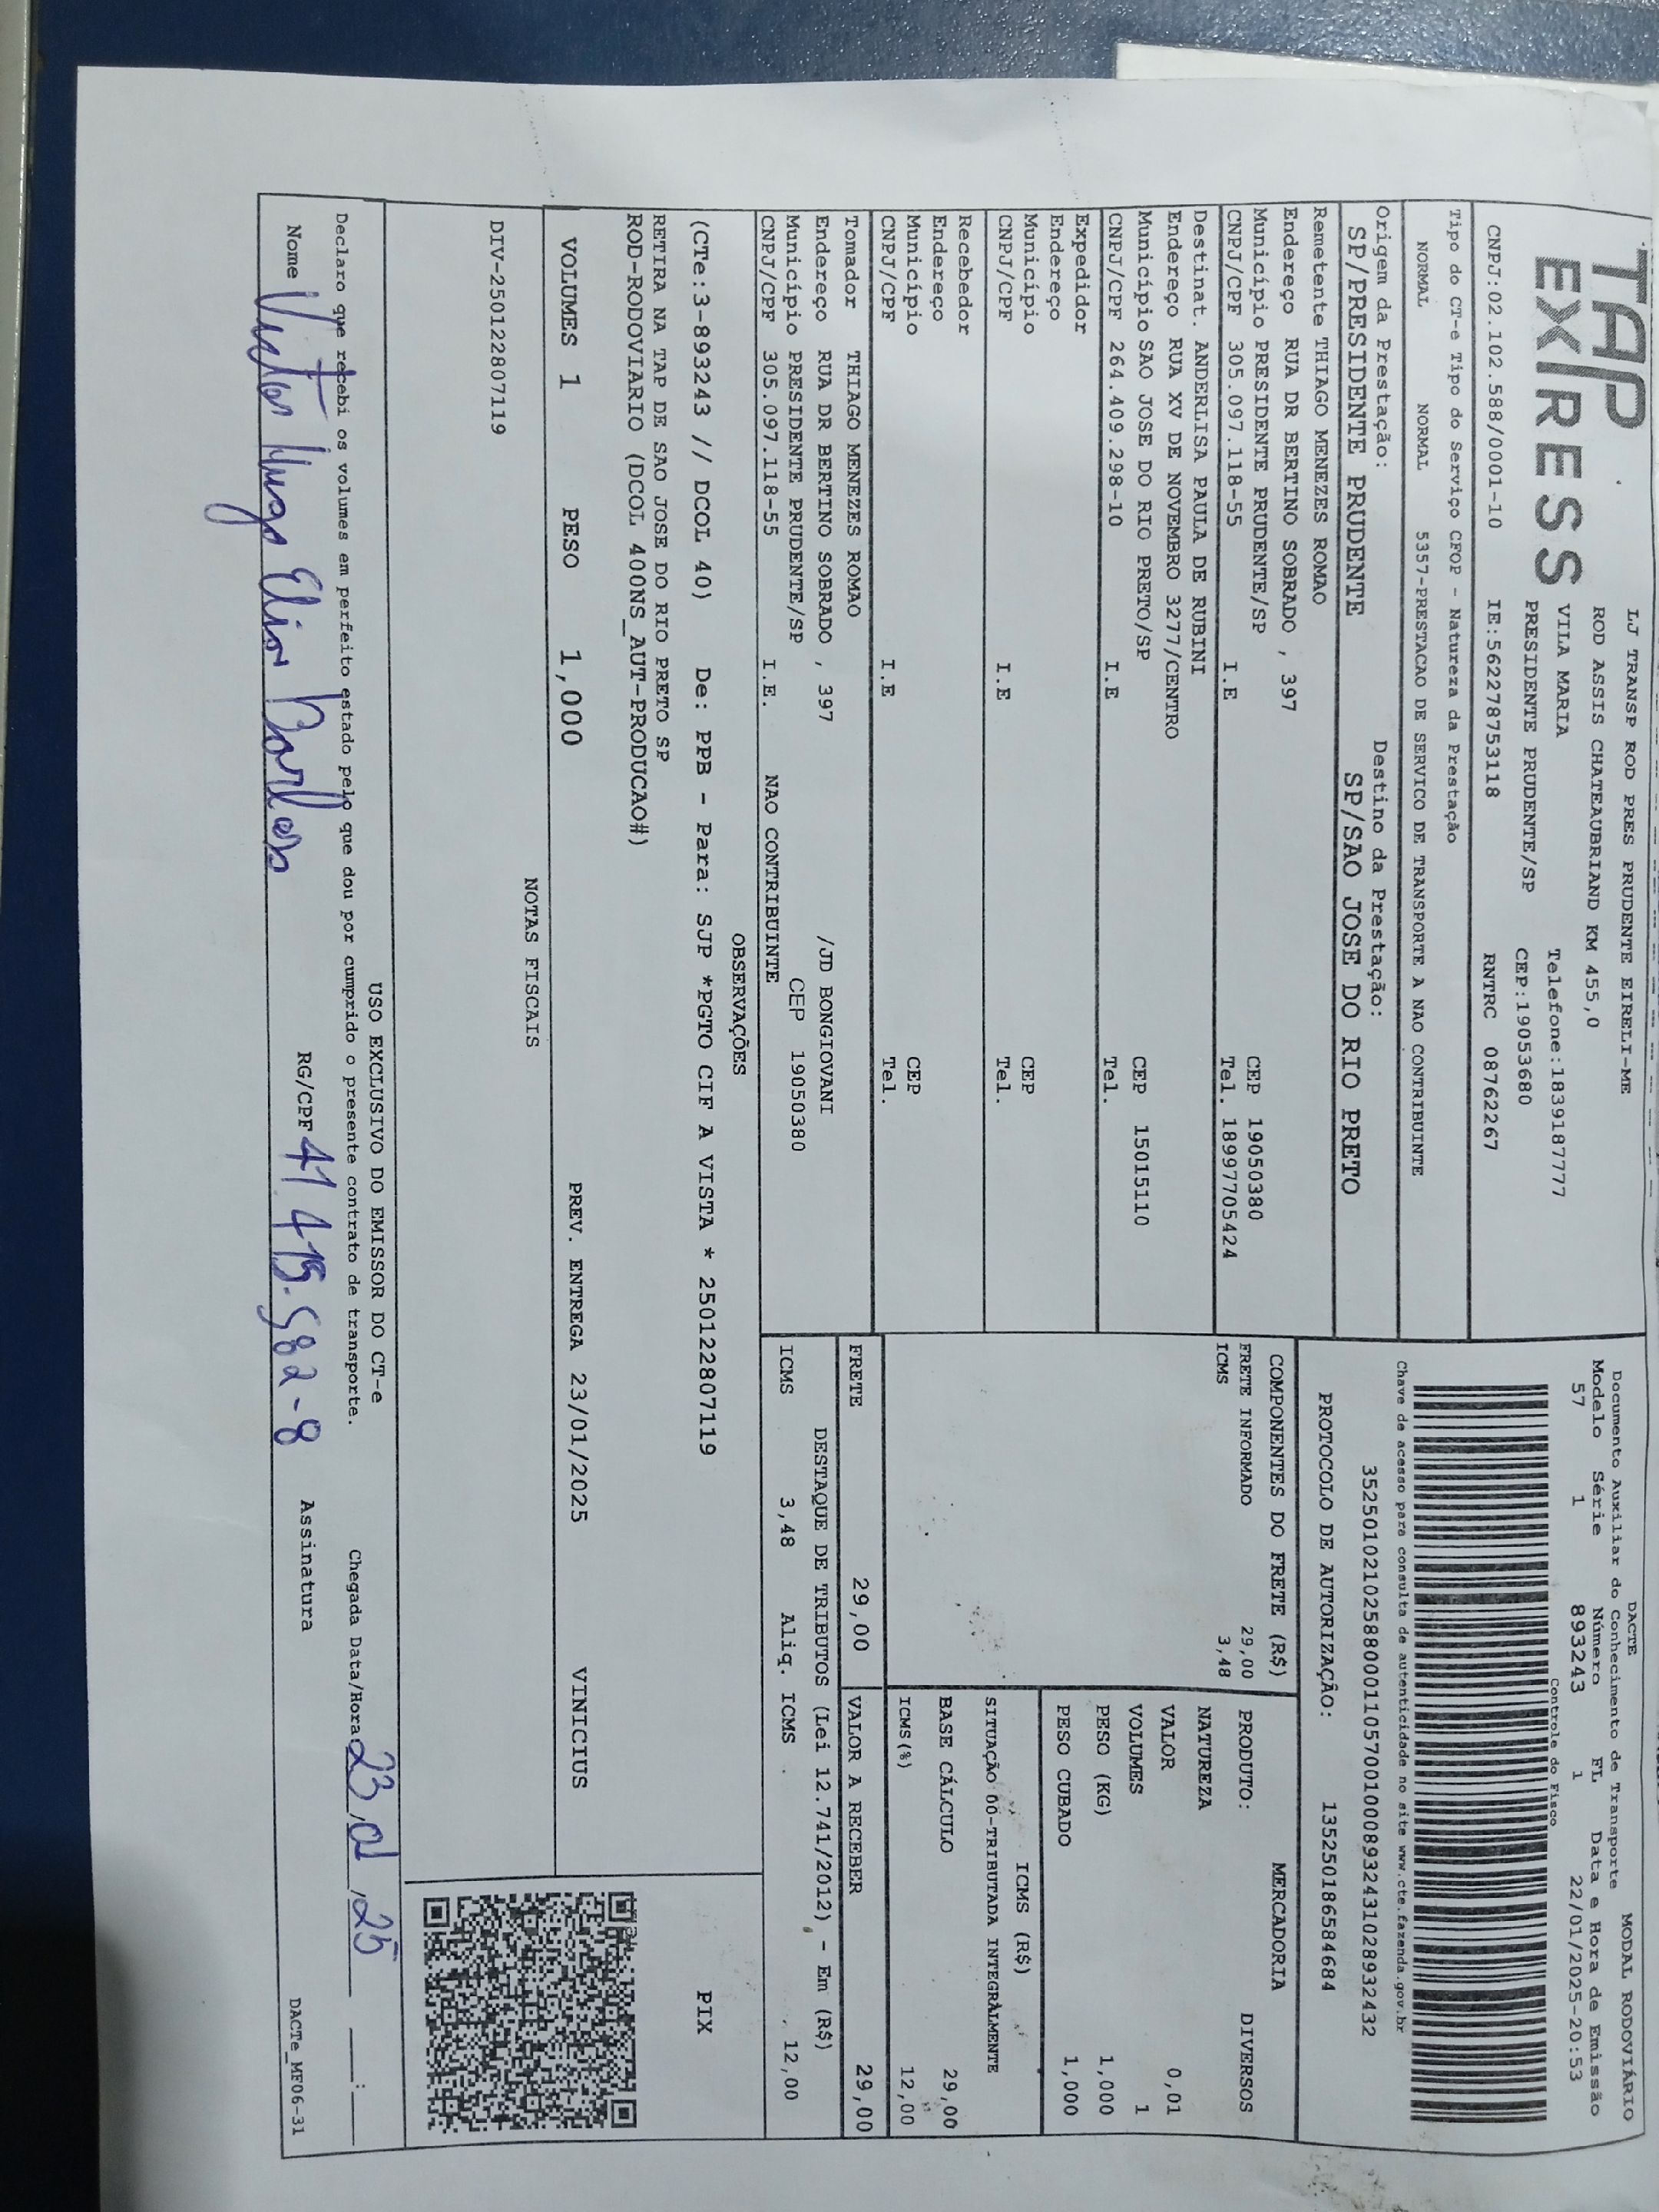 TAP
EXPRESS
LJ TRANSP ROD PRES PRUDENTE EIRELI-ME
ROD ASSIS CHATEAUBRIAND KM 455,0
VILA MARIA Telefone:1839187777
PRESIDENTE PRUDENTE/SP CEP:19053680
CNPJ:02.102.588/0001-10 IE:562278753118 RNTRC 08762267
Tipo do CT-e Tipo do Serviço CFOP - Natureza da Prestação
NORMAL NORMAL 5357-PRESTACAO DE SERVICO DE TRANSPORTE A NAO CONTRIBUINTE
Origem da Prestação: Destino da Prestação:
SP/PRESIDENTE PRUDENTE SP/SAO JOSE DO RIO PRETO
Remetente THIAGO MENEZES ROMAO
Endereço RUA DR BERTINO SOBRADO , 397
Município PRESIDENTE PRUDENTE/SP CEP 19050380
CNPJ/CPF 305.097.118-55 I.E Tel. 18997705424
Destinat. ANDERLISA PAULA DE RUBINI
Endereço RUA XV DE NOVEMBRO 3277/CENTRO
Município SAO JOSE DO RIO PRETO/SP CEP 15015110
CNPJ/CPF 264.409.298-10 I.E Tel.
Expedidor
Endereço
Município CEP
CNPJ/CPF I.E Tel.
Recebedor
Endereço
Município CEP
CNPJ/CPF I.E Tel.
Tomador THIAGO MENEZES ROMAO
Endereço RUA DR BERTINO SOBRADO , 397 /JD BONGIOVANI
Município PRESIDENTE PRUDENTE/SP CEP 19050380
CNPJ/CPF 305.097.118-55 I.E. NAO CONTRIBUINTE
DACTE MODAL RODOVIÁRIO
Documento Auxiliar do Conhecimento de Transporte
Modelo Série Número FL Data e Hora de Emissão
57 1 893243 1 22/01/2025-20:53
Controle do Fisco
Chave de acesso para consulta de autenticidade no site www.cte.fazenda.gov.br
35250102102588000110570010008932431028932432
PROTOCOLO DE AUTORIZAÇÃO: 135250186584684
COMPONENTES DO FRETE (R$)
FRETE INFORMADO 29,00
ICMS 3,48
MERCADORIA
PRODUTO: DIVERSOS
NATUREZA
VALOR 0,01
VOLUMES 1
PESO (KG) 1,000
PESO CUBADO 1,000
ICMS (R$)
SITUAÇÃO 00-TRIBUTADA INTEGRALMENTE
BASE CÁLCULO 29,00
ICMS(%) 12,00
FRETE 29,00 VALOR A RECEBER 29,00
DESTAQUE DE TRIBUTOS (Lei 12.741/2012) - Em (R$)
ICMS 3,48 Aliq. ICMS 12,00
OBSERVAÇÕES
(CTe:3-893243 // DCOL 40) De: PPB - Para: SJP *PGTO CIF A VISTA * 250122807119
RETIRA NA TAP DE SAO JOSE DO RIO PRETO SP
ROD-RODOVIARIO (DCOL 400NS_AUT-PRODUCAO#)
PIX
VOLUMES 1 PESO 1,000 PREV. ENTREGA 23/01/2025 VINICIUS
NOTAS FISCAIS
DIV-250122807119
USO EXCLUSIVO DO EMISSOR DO CT-e
Declaro que recebi os volumes em perfeito estado pelo que dou por cumprido o presente contrato de transporte. Chegada Data/Hora 23/01/25 :
Nome Victor Hugo RG/CPF 41 415.582-8 Assinatura
DACTe_MF06-31